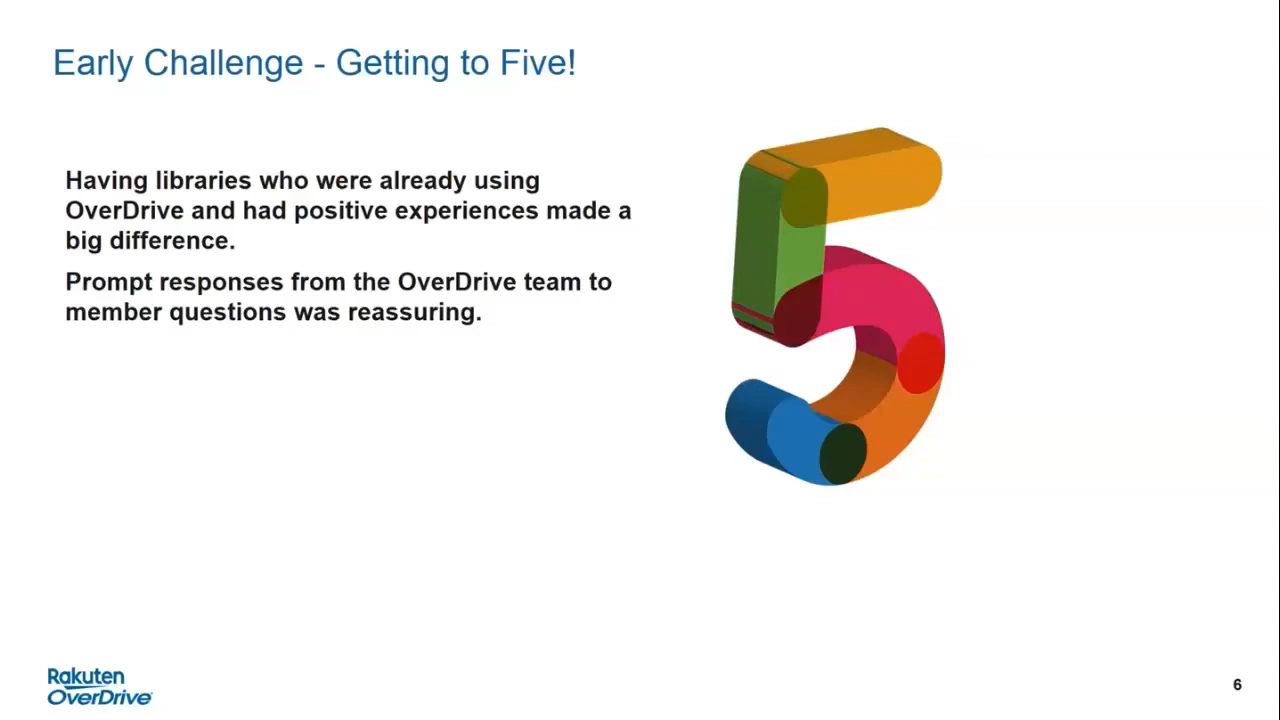 Early Challenge - Getting to Five!
Having libraries who were already using
OverDrive and had positive experiences made a
big difference.
Prompt responses from the OverDrive team to
member questions was reassuring.
5
Rakuten
OverDrive
6